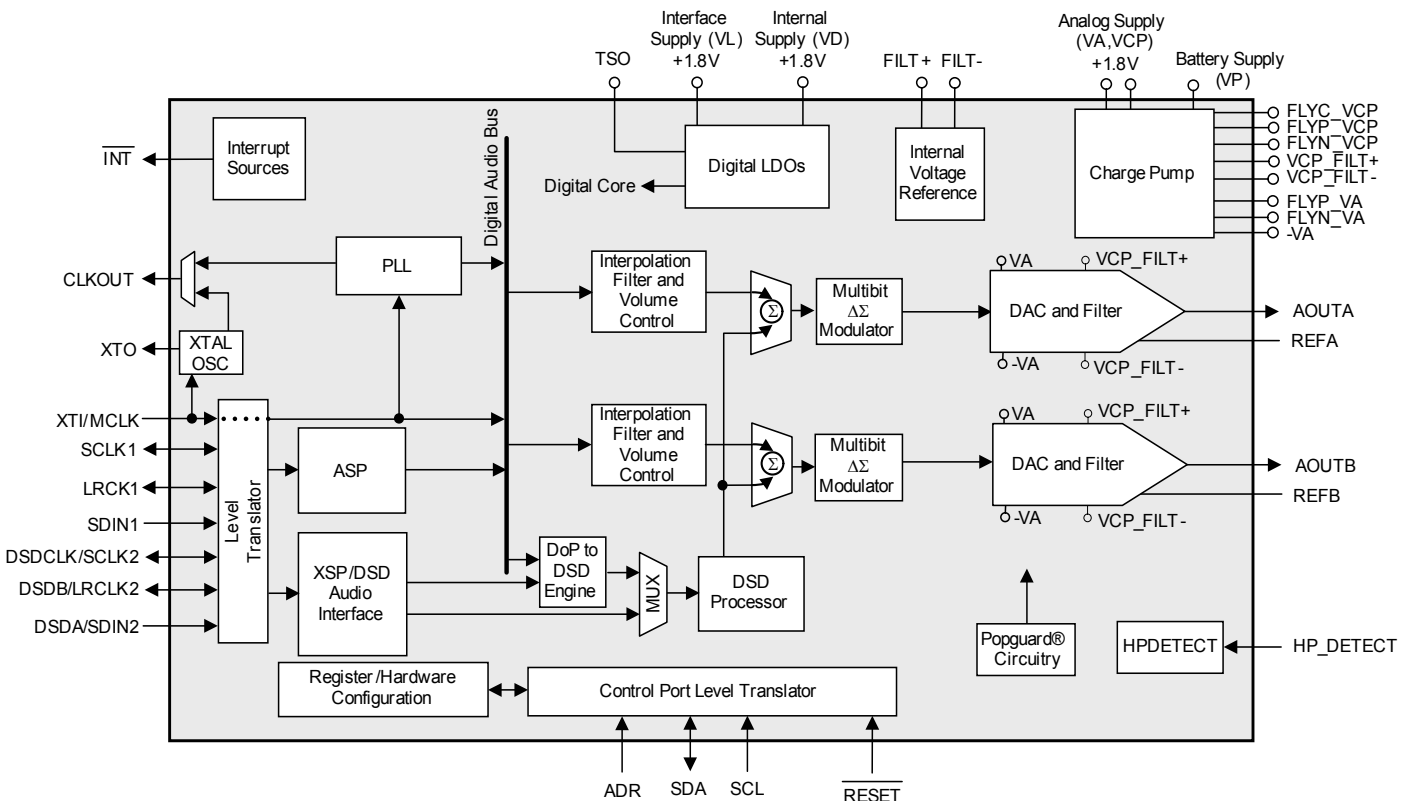 Interface
Supply (VL)
+1.8V
Internal
Supply (VD)
+1.8V
Analog Supply
(VA,VCP)
+1.8V
Battery Supply
(VP)
TSO
FILT+
FILT-
FLYC_VCP
FLYP_VCP
FLYN_VCP
VCP_FILT+
VCP_FILT-
FLYP_VA
FLYN_VA
-VA
INT
Interrupt
Sources
Digital Audio Bus
Digital LDOs
Digital Core
Internal
Voltage
Reference
Charge Pump
CLKOUT
PLL
XTO
XTAL
OSC
Interpolation
Filter and
Volume
Control
Σ
Multibit
ΔΣ
Modulator
VA
VCP_FILT+
DAC and Filter
-VA
VCP_FILT-
AOUTA
REFA
XTI/MCLK
SCLK1
LRCK1
SDIN1
DSDCLK/SCLK2
DSDB/LRCLK2
DSDA/SDIN2
Level
Translator
ASP
XSP/DSD
Audio
Interface
Interpolation
Filter and
Volume
Control
Σ
Multibit
ΔΣ
Modulator
VA
VCP_FILT+
DAC and Filter
-VA
VCP_FILT-
AOUTB
REFB
DoP to
DSD
Engine
MUX
DSD
Processor
Popguard®
Circuitry
HPDETECT
HP_DETECT
Register/Hardware
Configuration
Control Port Level Translator
ADR
SDA
SCL
RESET